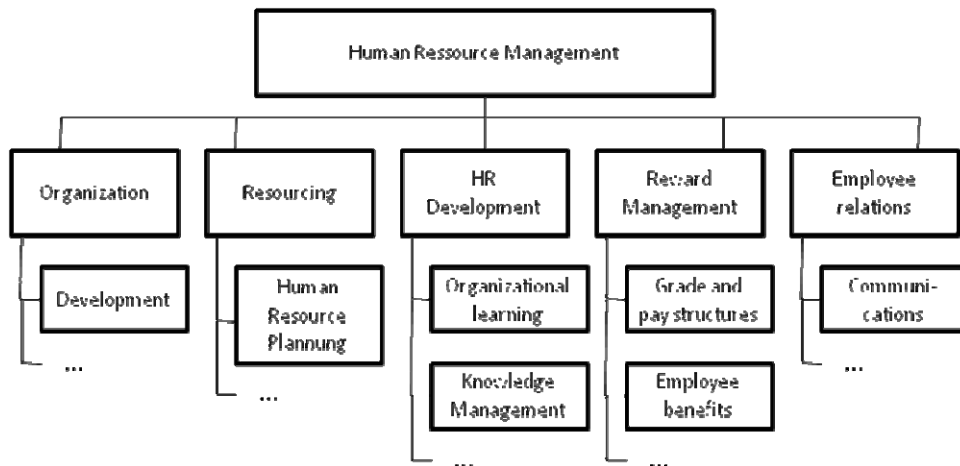 Human Ressource Management
Organization
Resourcing
HR
Development
Reward
Management
Employee
relations
Development
...
Human
Resource
Plannung
...
Organizational
learning
Knowledge
Management
...
Grade and
pay structures
Employee
benefits
...
Communi-
cations
...